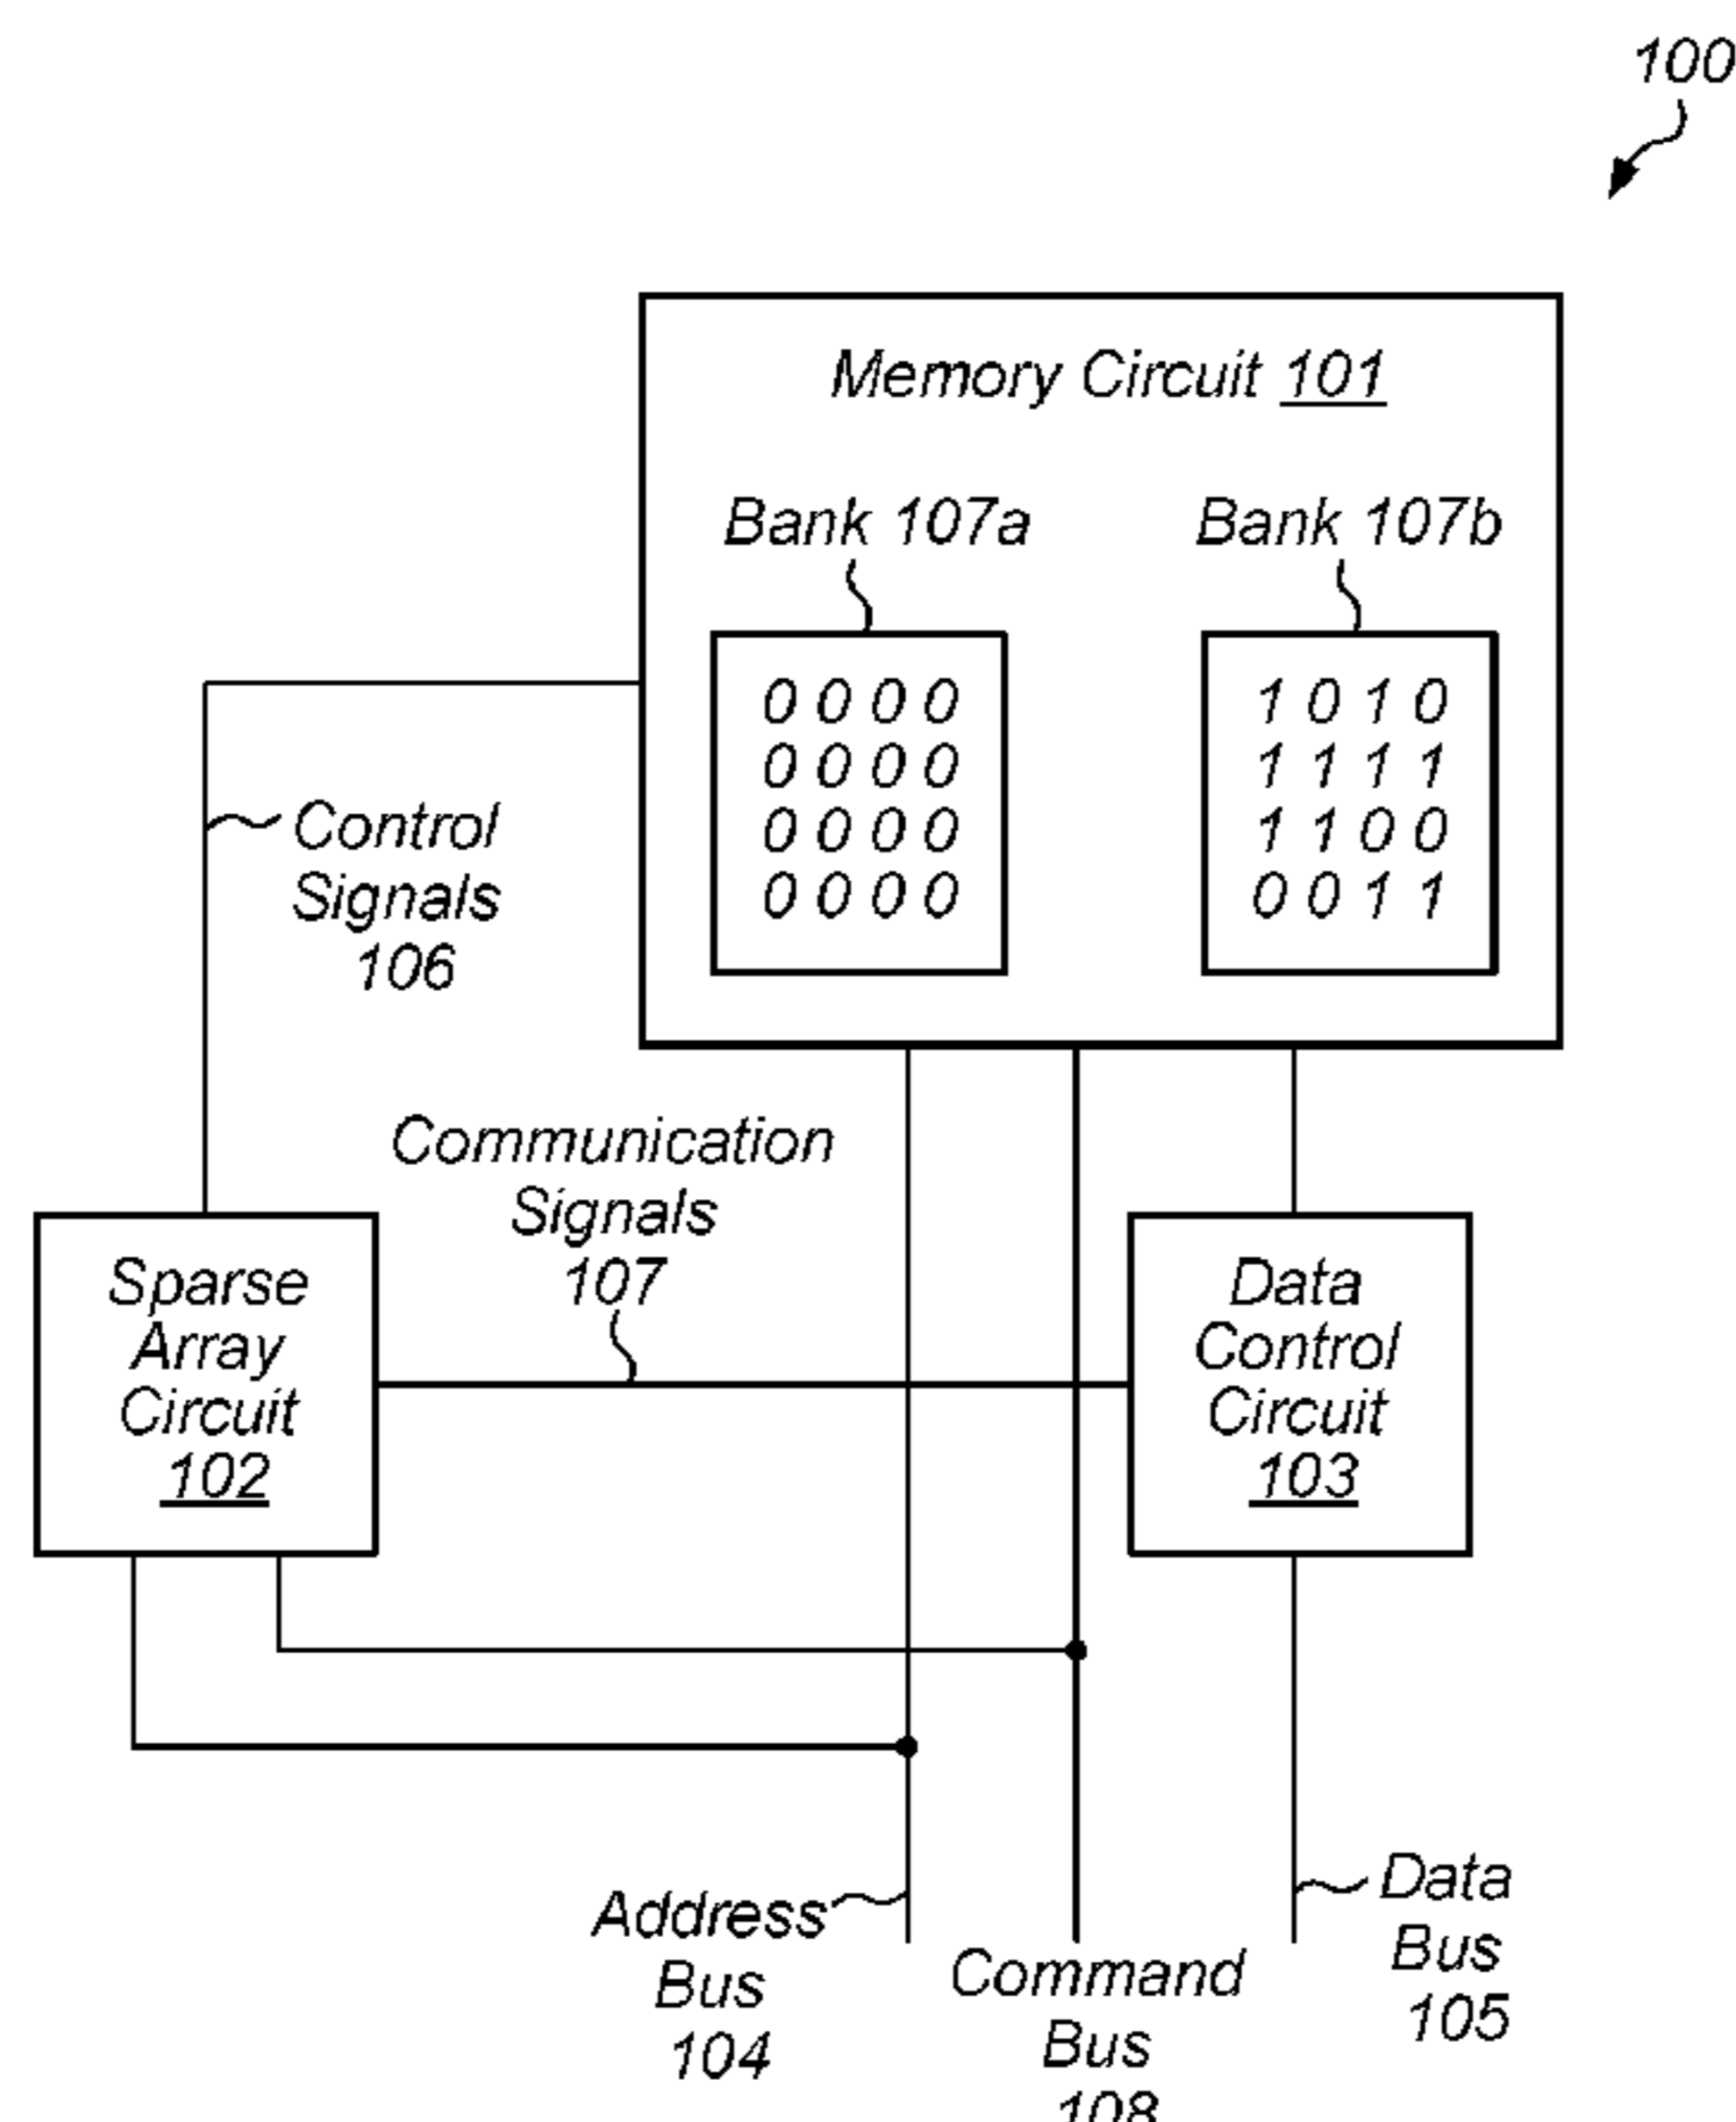 100
Memory Circuit 101
Bank 107a
Bank 107b
0 0 0 0
0 0 0 0
0 0 0 0
0 0 0 0
1 0 1 0
1 1 1 1
1 1 0 0
0 0 1 1
Control
Signals
106
Communication
Signals
107
Sparse
Array
Circuit
102
Data
Control
Circuit
103
Address
Bus
104
Command
Bus
108
Data
Bus
105